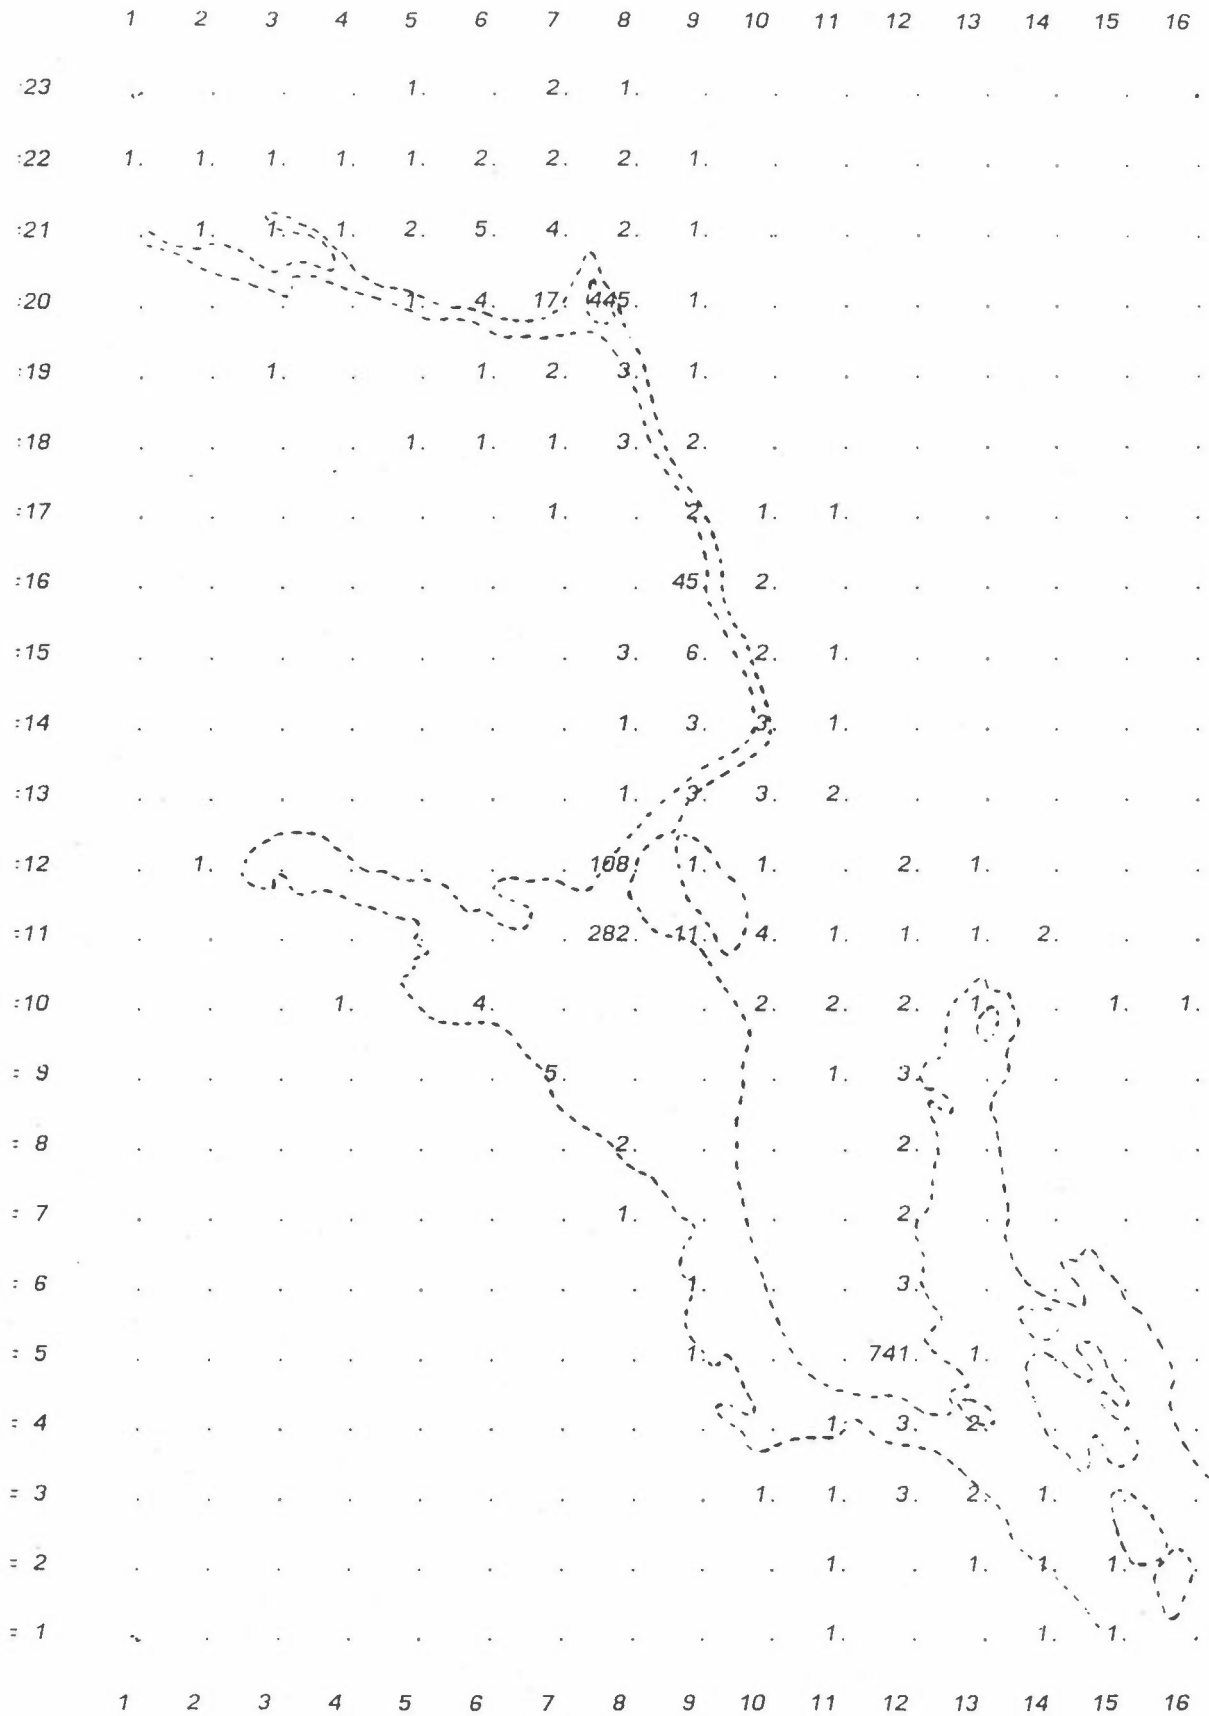 1 2 3 4 5 6 7 8 9 10 11 12 13 14 15 16
:23 . . . . 1. . 2. 1. . . . . . . . .
:22 1. 1. 1. 1. 1. 2. 2. 2. 1. . . . . . . .
:21 . 1. 1. 1. 2. 5. 4. 2. 1. . . . . . . .
:20 . . . . 1. 4. 17. 445. 1. . . . . . . .
:19 . . 1. . . 1. 2. 3. 1. . . . . . . .
:18 . . . . 1. 1. 1. 3. 2. . . . . . . .
:17 . . . . . . 1. . 2. 1. 1. . . . . .
:16 . . . . . . . . 45. 2. . . . . . .
:15 . . . . . . . 3. 6. 2. 1. . . . . .
:14 . . . . . . . 1. 3. 3. 1. . . . . .
:13 . . . . . . . 1. 3. 3. 2. . . . . .
:12 . 1. . . . . . 108. 1. 1. . 2. 1. . . .
:11 . . . . . . . 282. 11. 4. 1. 1. 1. 2. . .
:10 . . . 1. . 4. . . . 2. 2. 2. 1. . 1. 1.
: 9 . . . . . . 5. . . . 1. 3. . . . .
: 8 . . . . . . . 2. . . . 2. . . . .
: 7 . . . . . . . 1. . . . 2. . . . .
: 6 . . . . . . . . 1. . . 3. . . . .
: 5 . . . . . . . . 1. . . 741. 1. . . .
= 4 . . . . . . . . . . 1. 3. 2. . . .
= 3 . . . . . . . . . 1. 1. 3. 2. 1. . .
= 2 . . . . . . . . . . 1. . 1. 1. 1. .
= 1 . . . . . . . . . . 1. . . 1. 1. .
1 2 3 4 5 6 7 8 9 10 11 12 13 14 15 16